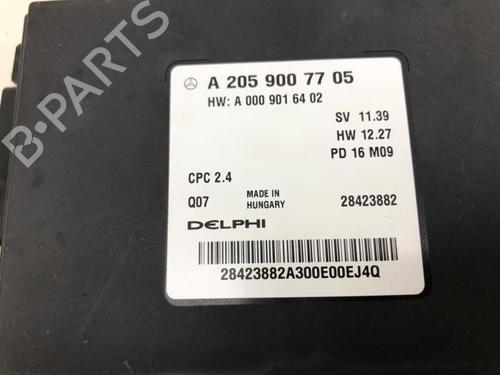 A 205 900 77 05
HW: A 000 901 64 02
SV 11.39
HW 12.27
PD 16 M09
CPC 2.4
Q07 MADE IN HUNGARY 28423882
DELPHI
28423882A300E00EJ4Q
B-PARTS